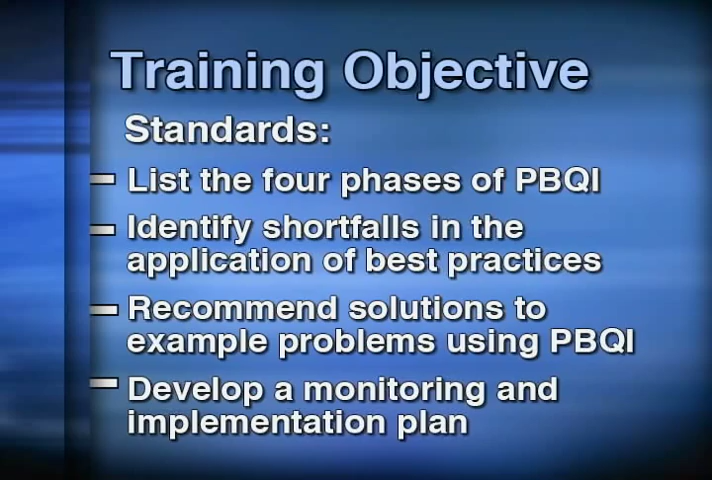 Training Objective
Standards:
– List the four phases of PBQI
– Identify shortfalls in the
application of best practices
– Recommend solutions to
example problems using PBQI
– Develop a monitoring and
implementation plan